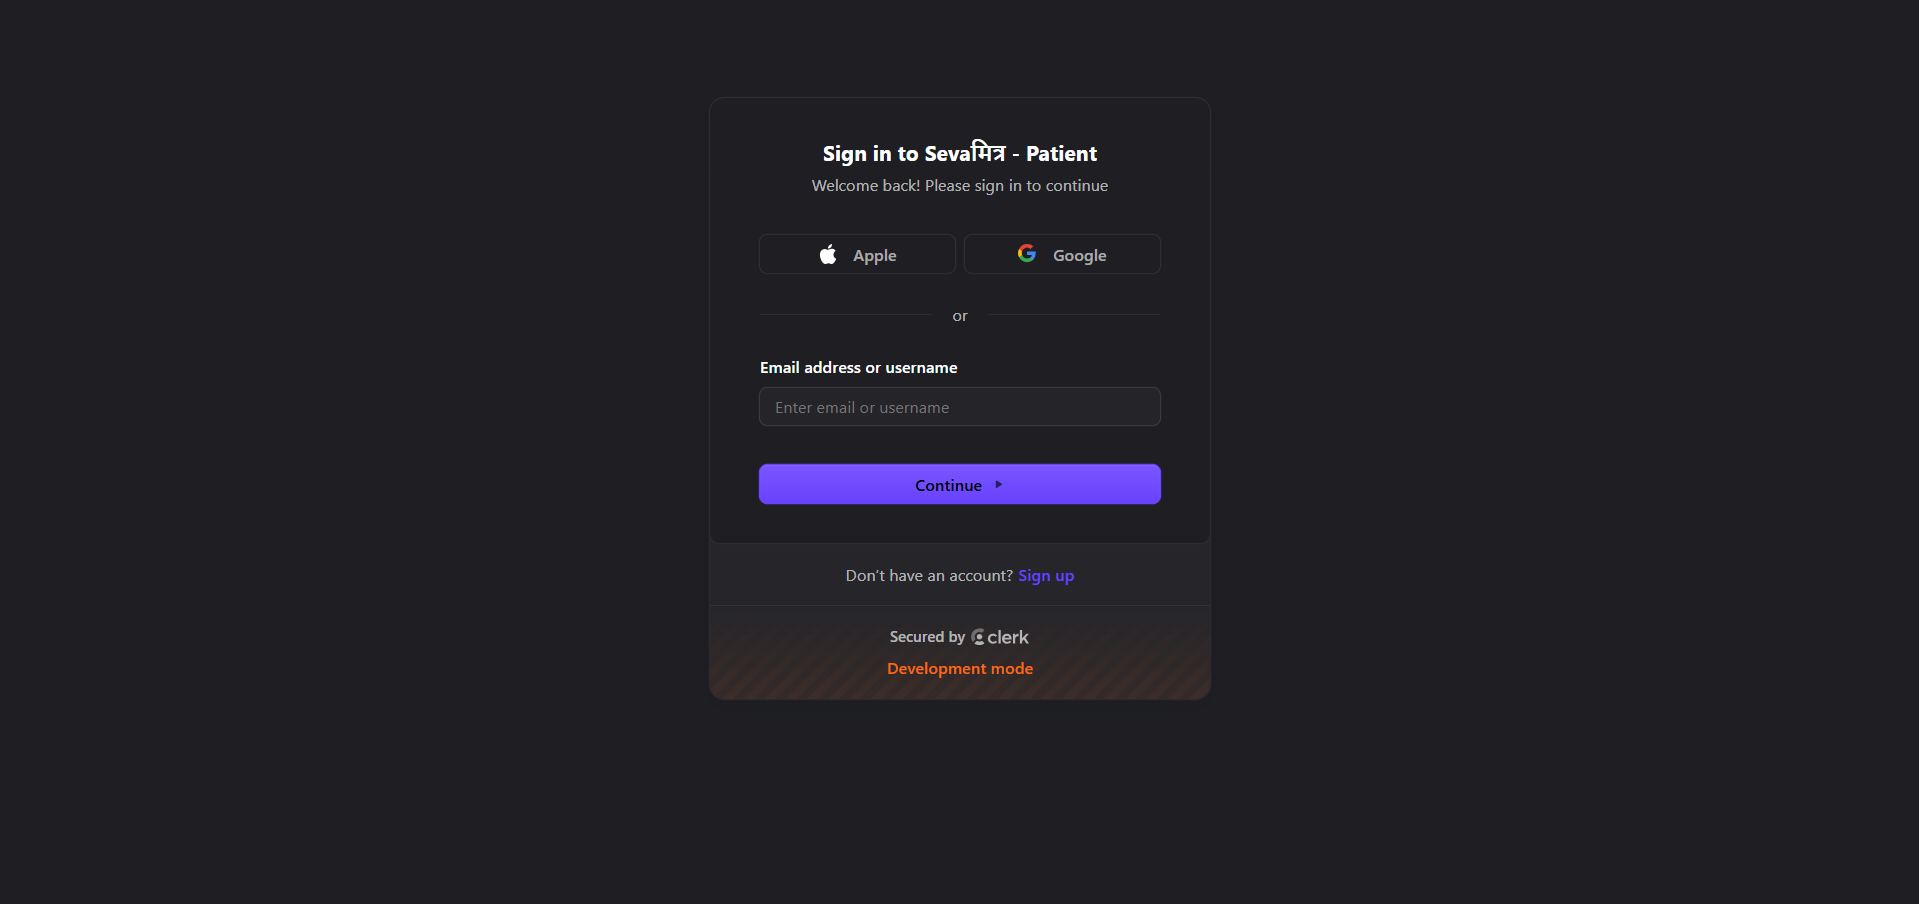 Sign in to Sevaमित्र - Patient
Welcome back! Please sign in to continue
Apple
Google
or
Email address or username
Enter email or username
Continue
Don’t have an account? Sign up
Secured by clerk
Development mode